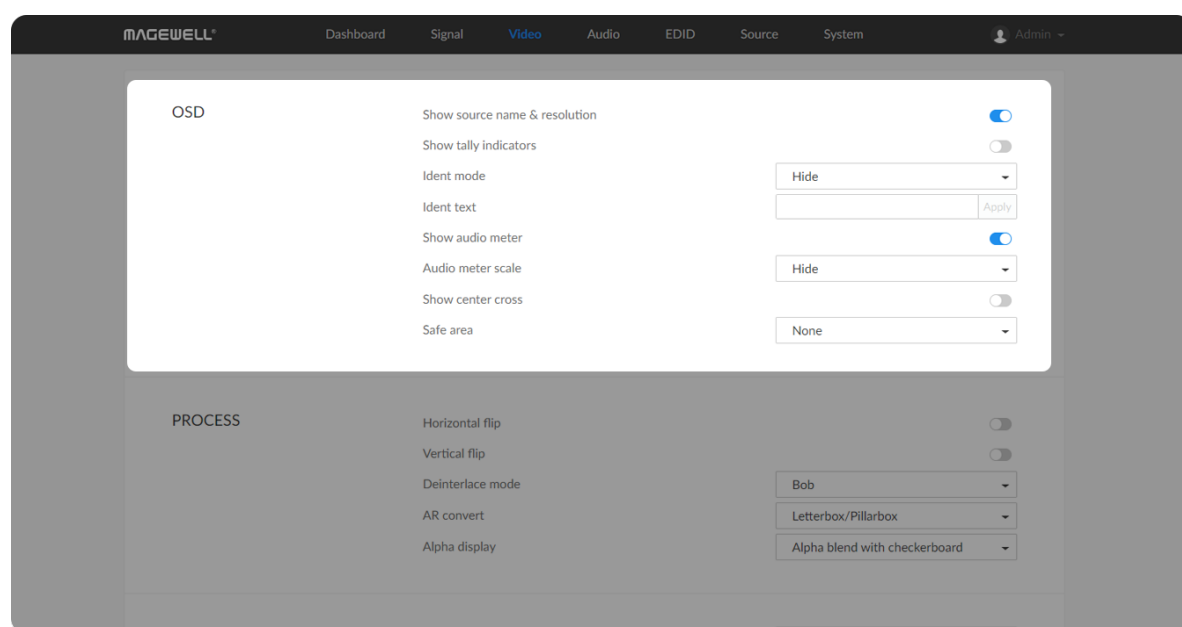 MAGEWELL®
Dashboard Signal Video Audio EDID Source System Admin
OSD
Show source name & resolution
Show tally indicators
Ident mode Hide
Ident text Apply
Show audio meter
Audio meter scale Hide
Show center cross
Safe area None
PROCESS
Horizontal flip
Vertical flip
Deinterlace mode Bob
AR convert Letterbox/Pillarbox
Alpha display Alpha blend with checkerboard